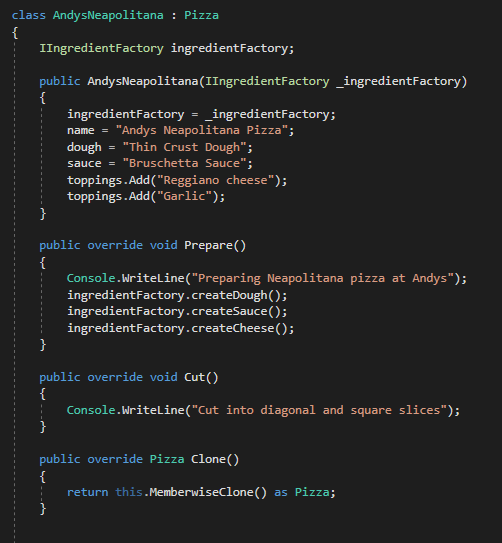 class AndysNeapolitana : Pizza
{
IIngredientFactory ingredientFactory;
public AndysNeapolitana(IIngredientFactory _ingredientFactory)
{
ingredientFactory = _ingredientFactory;
name = "Andys Neapolitana Pizza";
dough = "Thin Crust Dough";
sauce = "Bruschetta Sauce";
toppings.Add("Reggiano cheese");
toppings.Add("Garlic");
}
public override void Prepare()
{
Console.WriteLine("Preparing Neapolitana pizza at Andys");
ingredientFactory.createDough();
ingredientFactory.createSauce();
ingredientFactory.createCheese();
}
public override void Cut()
{
Console.WriteLine("Cut into diagonal and square slices");
}
public override Pizza Clone()
{
return this.MemberwiseClone() as Pizza;
}